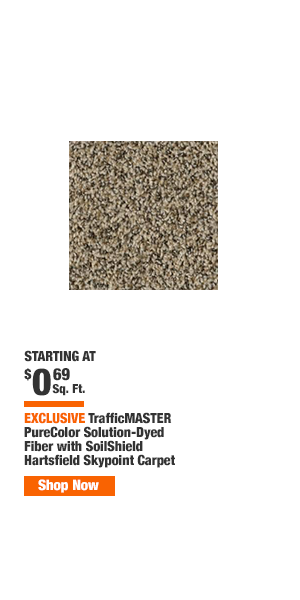 STARTING AT
$0 69 Sq. Ft.
EXCLUSIVE TrafficMASTER
PureColor Solution-Dyed
Fiber with SoilShield
Hartsfield Skypoint Carpet
Shop Now